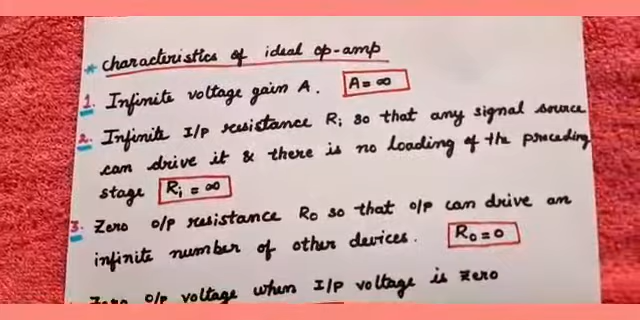 * Characteristics of ideal op-amp
1. Infinite voltage gain A. A = ∞
2. Infinite I/P resistance Ri so that any signal source
can drive it & there is no loading of the preceding
stage Ri = ∞
3. Zero o/p resistance Ro so that o/p can drive an
infinite number of other devices. Ro = 0
Zero o/p voltage when I/P voltage is zero